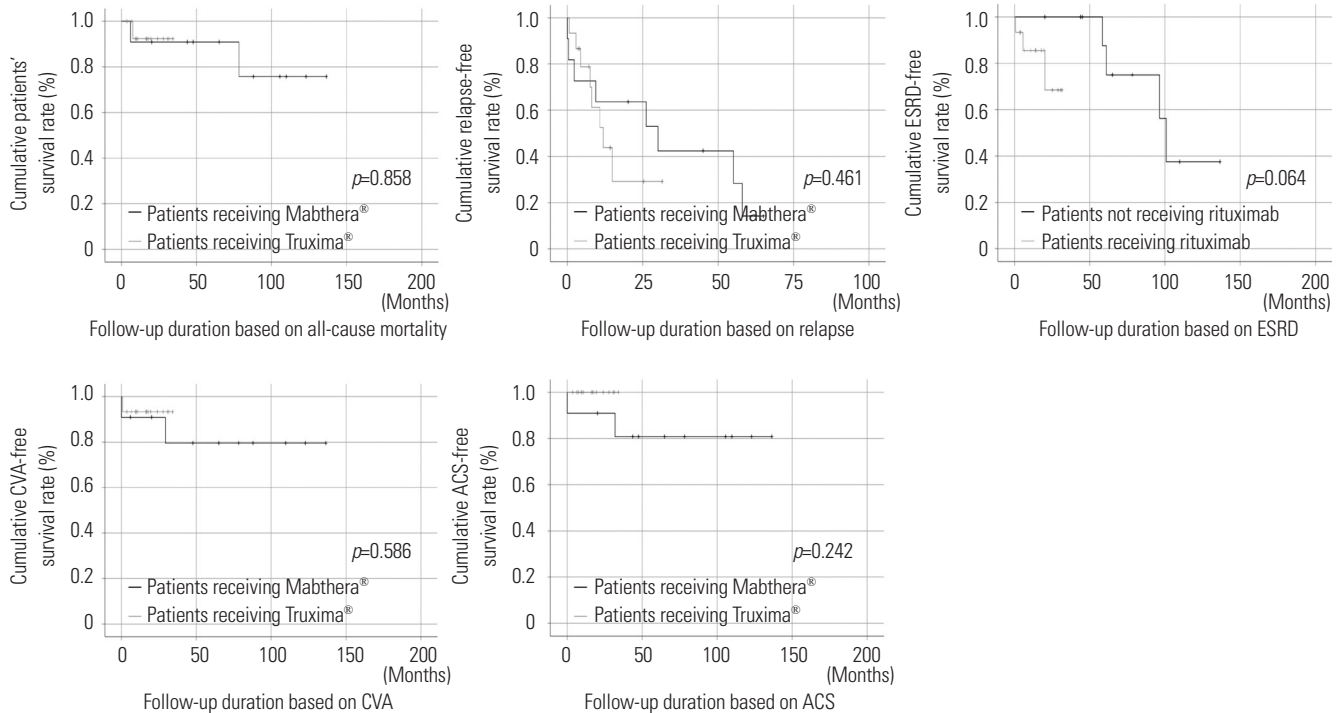 Cumulative patients'
survival rate (%)
1.0
0.8
0.6
0.4
0.2
0
p=0.858
Patients receiving Mabthera®
Patients receiving Truxima®
0 50 100 150 200
(Months)
Follow-up duration based on all-cause mortality
Cumulative relapse-free
survival rate (%)
1.0
0.8
0.6
0.4
0.2
0
p=0.461
Patients receiving Mabthera®
Patients receiving Truxima®
0 25 50 75 100
(Months)
Follow-up duration based on relapse
Cumulative ESRD-free
survival rate (%)
1.0
0.8
0.6
0.4
0.2
0
p=0.064
Patients not receiving rituximab
Patients receiving rituximab
0 50 100 150 200
(Months)
Follow-up duration based on ESRD
Cumulative CVA-free
survival rate (%)
1.0
0.8
0.6
0.4
0.2
0
p=0.586
Patients receiving Mabthera®
Patients receiving Truxima®
0 50 100 150 200
(Months)
Follow-up duration based on CVA
Cumulative ACS-free
survival rate (%)
1.0
0.8
0.6
0.4
0.2
0
p=0.242
Patients receiving Mabthera®
Patients receiving Truxima®
0 50 100 150 200
(Months)
Follow-up duration based on ACS